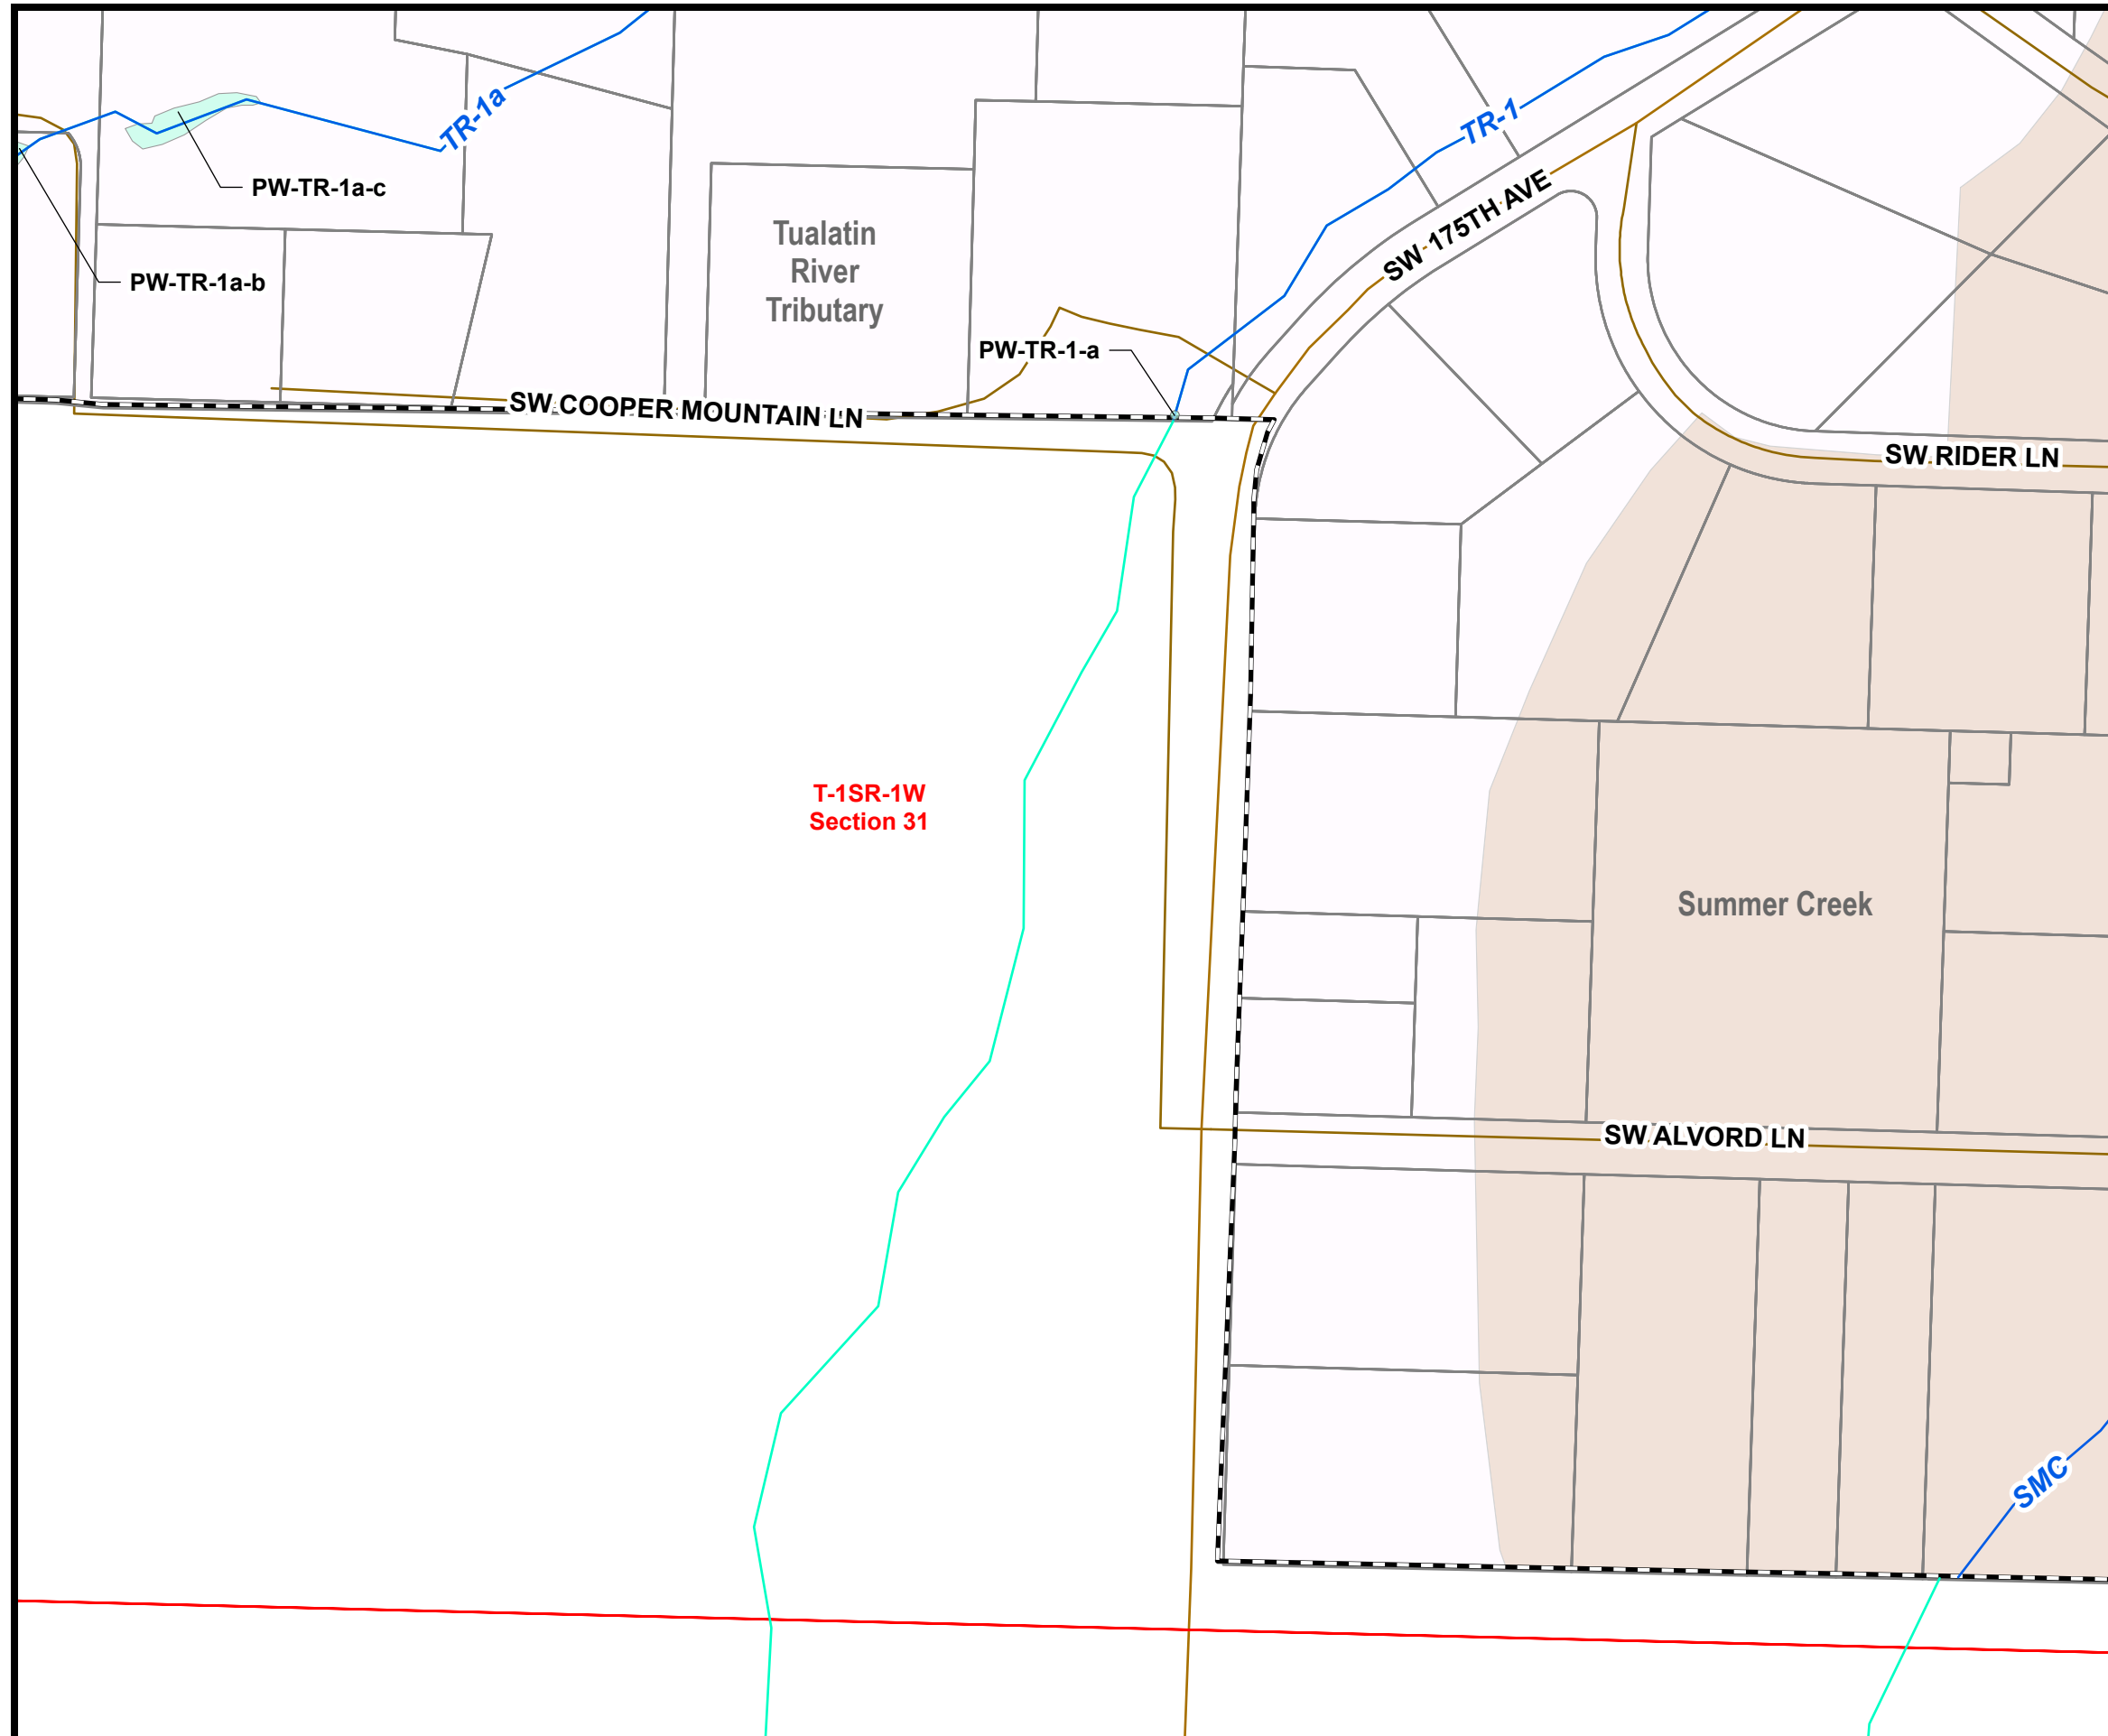 TR-1a
TR-1
PW-TR-1a-c
SW 175TH AVE
Tualatin
River
Tributary
PW-TR-1a-b
PW-TR-1-a
SW COOPER MOUNTAIN LN
SW RIDER LN
T-1SR-1W
Section 31
Summer Creek
SW ALVORD LN
SMC